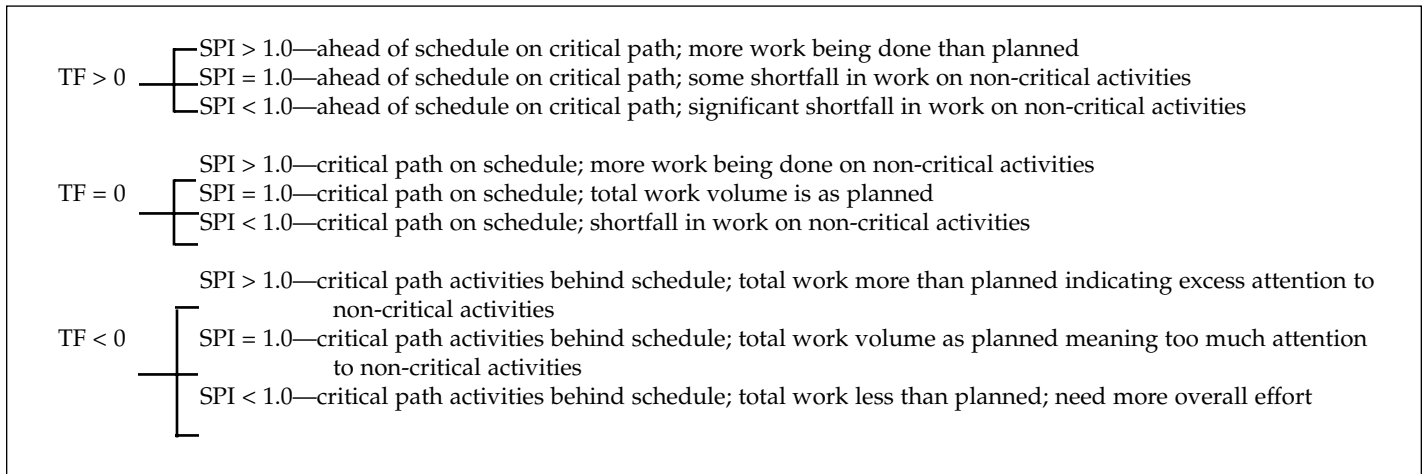 SPI > 1.0—ahead of schedule on critical path; more work being done than planned
TF > 0 SPI = 1.0—ahead of schedule on critical path; some shortfall in work on non-critical activities
SPI < 1.0—ahead of schedule on critical path; significant shortfall in work on non-critical activities
SPI > 1.0—critical path on schedule; more work being done on non-critical activities
TF = 0 SPI = 1.0—critical path on schedule; total work volume is as planned
SPI < 1.0—critical path on schedule; shortfall in work on non-critical activities
SPI > 1.0—critical path activities behind schedule; total work more than planned indicating excess attention to
non-critical activities
TF < 0 SPI = 1.0—critical path activities behind schedule; total work volume as planned meaning too much attention
to non-critical activities
SPI < 1.0—critical path activities behind schedule; total work less than planned; need more overall effort